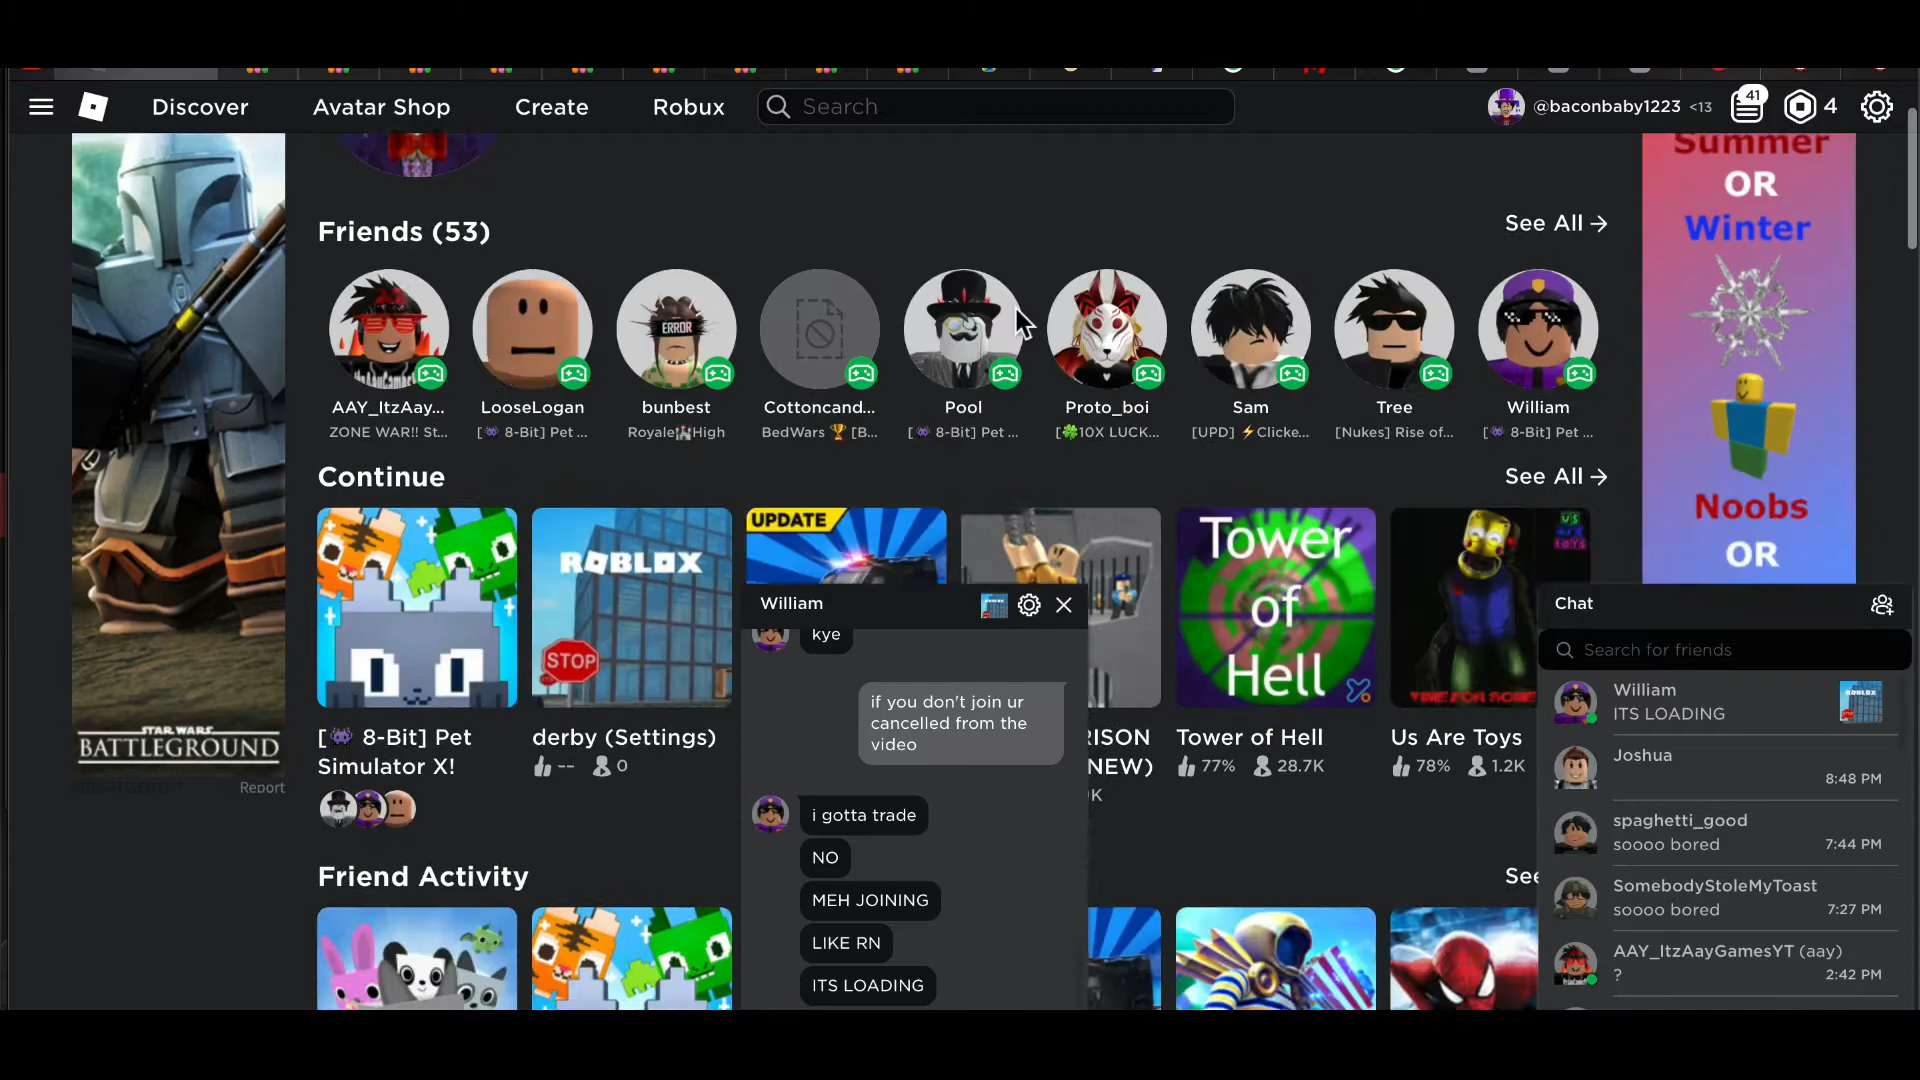 Discover
Avatar Shop
Create
Robux
Search
@baconbaby1223 <13
41
4
Summer
OR
Winter
Noobs
OR
STAR WARS
BATTLEGROUND
Report
Friends (53)
See All →
ERROR
AAY_ItzAay...
ZONE WAR!! St...
LooseLogan
[👾 8-Bit] Pet ...
bunbest
Royale🏰High
Cottoncand...
BedWars 🏆 [B...
Pool
[👾 8-Bit] Pet ...
Proto_boi
[🍀10X LUCK...
Sam
[UPD] ⚡Clicke...
Tree
[Nukes] Rise of...
William
[👾 8-Bit] Pet ...
Continue
See All →
ROBLOX
STOP
UPDATE
Tower
of
Hell
VS
TOYS
[👾 8-Bit] Pet
Simulator X!
derby (Settings)
-- 0
RISON
NEW)
K
Tower of Hell
77% 28.7K
Us Are Toys
78% 1.2K
Friend Activity
See
William
kye
if you don't join ur
cancelled from the
video
i gotta trade
NO
MEH JOINING
LIKE RN
ITS LOADING
Chat
Search for friends
William
ITS LOADING
Joshua
8:48 PM
spaghetti_good
soooo bored 7:44 PM
SomebodyStoleMyToast
soooo bored 7:27 PM
AAY_ItzAayGamesYT (aay)
? 2:42 PM